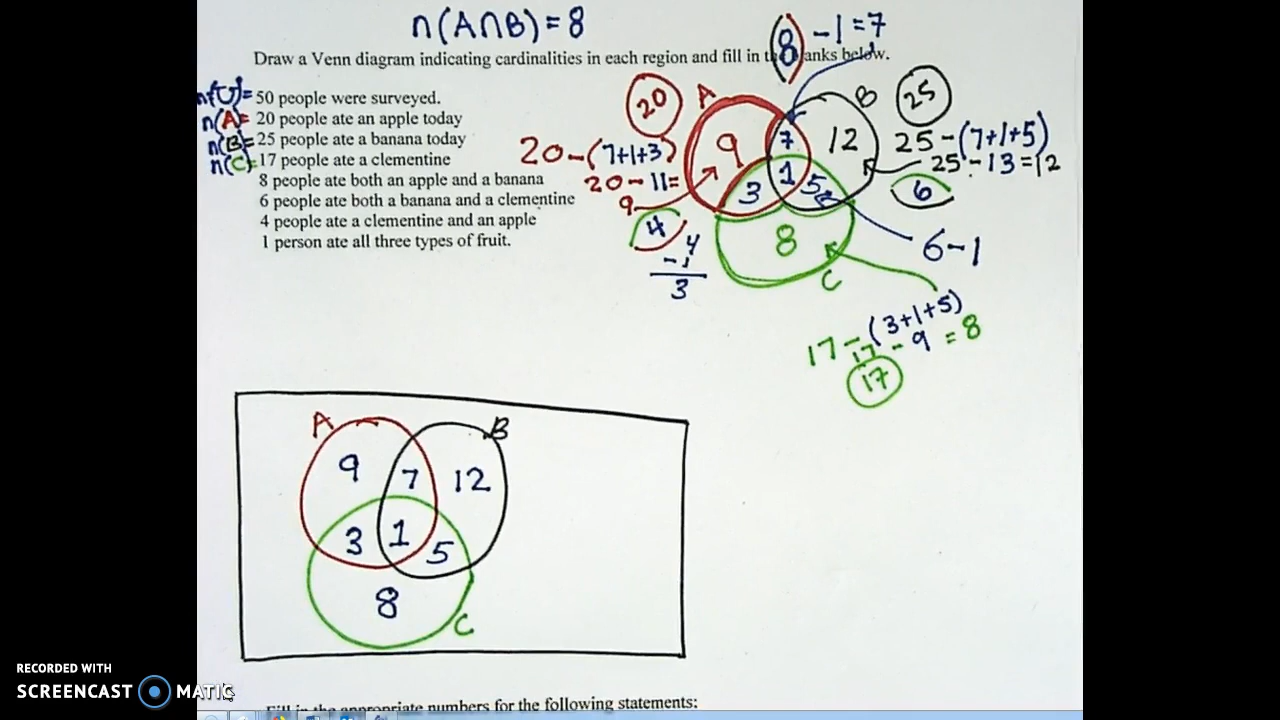 n(A∩B)=8
(8) -1=7
Draw a Venn diagram indicating cardinalities in each region and fill in the blanks below.
n(U)= 50 people were surveyed.
n(A)= 20 people ate an apple today
n(B)= 25 people ate a banana today
n(C)= 17 people ate a clementine
8 people ate both an apple and a banana
6 people ate both a banana and a clementine
4 people ate a clementine and an apple
1 person ate all three types of fruit.
20
A
B
25
20-(7+1+3)
9
7
12
25-(7+1+5)
20-11=
25-13=12
9
3
1
5
6
4
8
6-1
4
-1
3
C
17-(3+1+5)
17-9=8
17
A
B
9
7
12
3
1
5
8
C
RECORDED WITH
SCREENCAST MATIC
Fill in the appropriate numbers for the following statements: